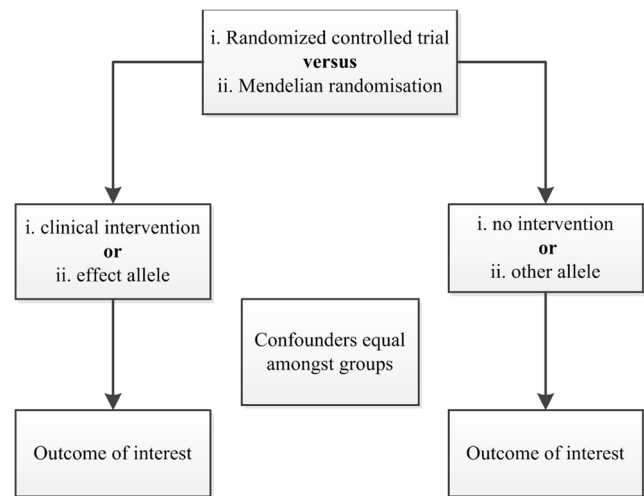 i. Randomized controlled trial
versus
ii. Mendelian randomisation
i. clinical intervention
or
ii. effect allele
i. no intervention
or
ii. other allele
Confounders equal
amongst groups
Outcome of interest
Outcome of interest